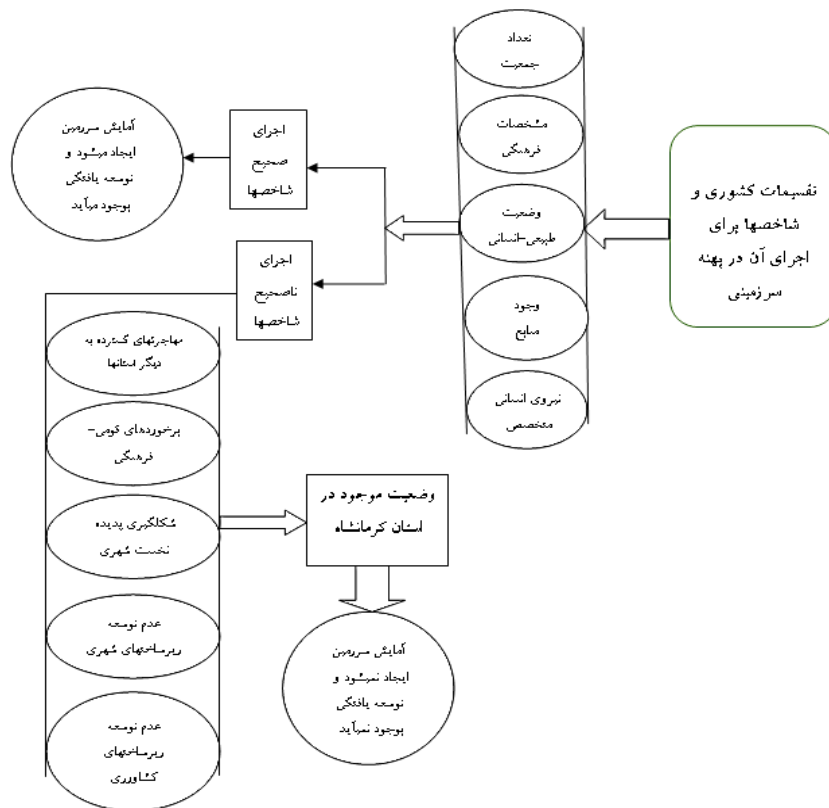 تقسیمات کشوری و
شاخصها برای
اجرای آن در پهنه
سرزمینی
تعداد
جمعیت
مشخصات
فرهنگی
وضعیت
طبیعی-انسانی
وجود
منابع
نیروی انسانی
متخصص
اجرای
صحیح
شاخصها
آمایش سرزمین
ایجاد میشود و
توسعه یافتگی
بوجود میآید
اجرای
ناصحیح
شاخصها
مهاجرتهای گسترده به
دیگر استانها
برخوردهای قومی-
فرهنگی
شکلگیری پدیده
نخست شهری
عدم توسعه
زیرساختهای شهری
عدم توسعه
زیرساختهای
کشاورزی
وضعیت موجود در
استان کرمانشاه
آمایش سرزمین
ایجاد نمیشود و
توسعه یافتگی
بوجود نمیآید